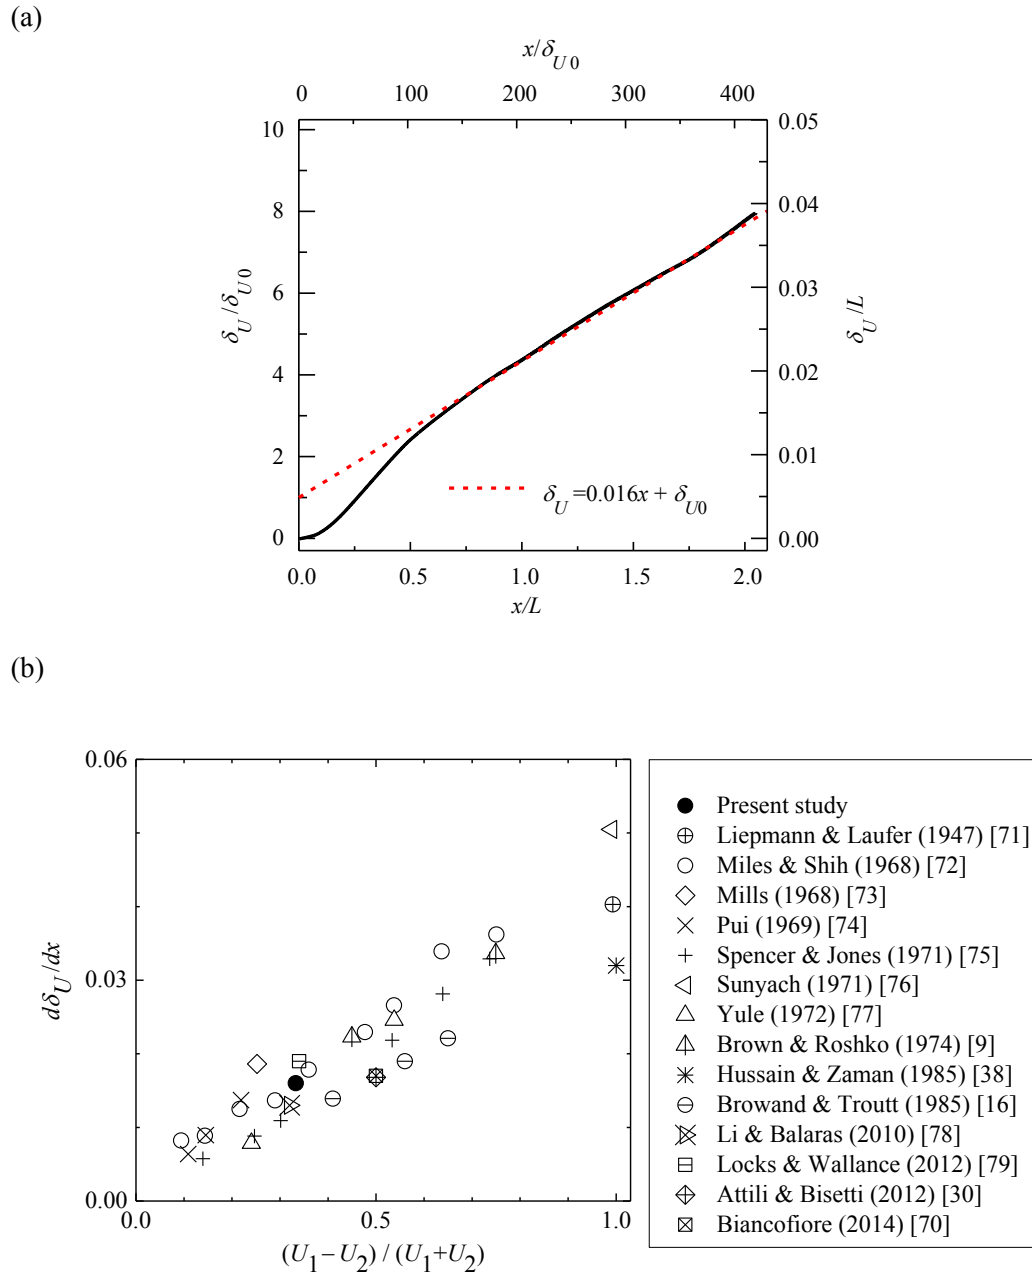 (a)
x/δU0
0 100 200 300 400
10
8
6
4
2
0
δU/δU0
0.05
0.04
0.03
0.02
0.01
0.00
δU/L
δU=0.016x + δU0
0.0 0.5 1.0 1.5 2.0
x/L
(b)
0.06
0.03
0.00
dδU/dx
0.0 0.5 1.0
(U1−U2) / (U1+U2)
Present study
Liepmann & Laufer (1947) [71]
Miles & Shih (1968) [72]
Mills (1968) [73]
Pui (1969) [74]
Spencer & Jones (1971) [75]
Sunyach (1971) [76]
Yule (1972) [77]
Brown & Roshko (1974) [9]
Hussain & Zaman (1985) [38]
Browand & Troutt (1985) [16]
Li & Balaras (2010) [78]
Locks & Wallance (2012) [79]
Attili & Bisetti (2012) [30]
Biancofiore (2014) [70]